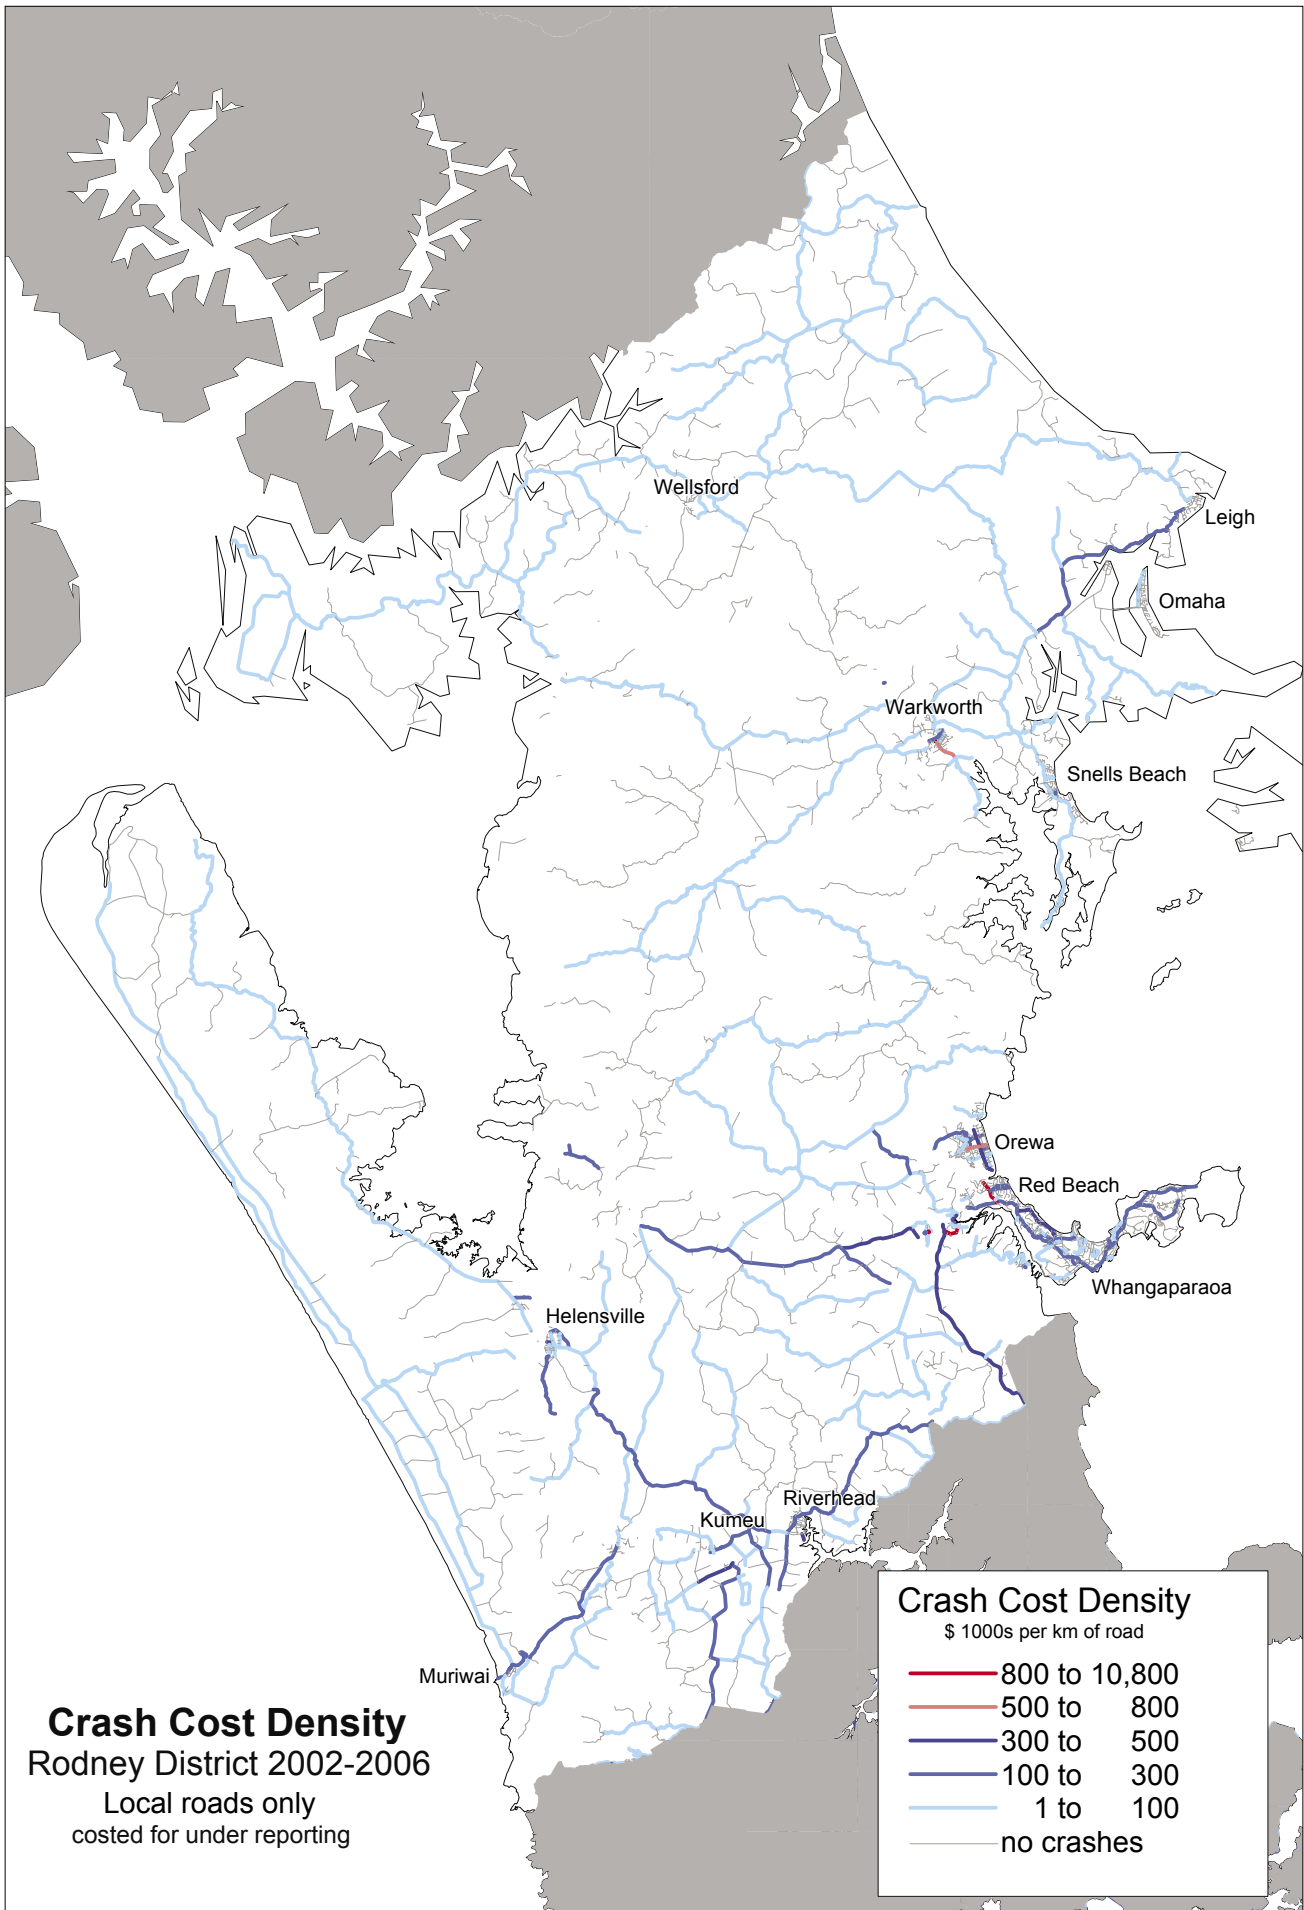 Wellsford
Leigh
Omaha
Warkworth
Snells Beach
Orewa
Red Beach
Whangaparaoa
Helensville
Riverhead
Kumeu
Muriwai
Crash Cost Density
Rodney District 2002-2006
Local roads only
costed for under reporting
Crash Cost Density
$ 1000s per km of road
800 to 10,800
500 to 800
300 to 500
100 to 300
1 to 100
no crashes